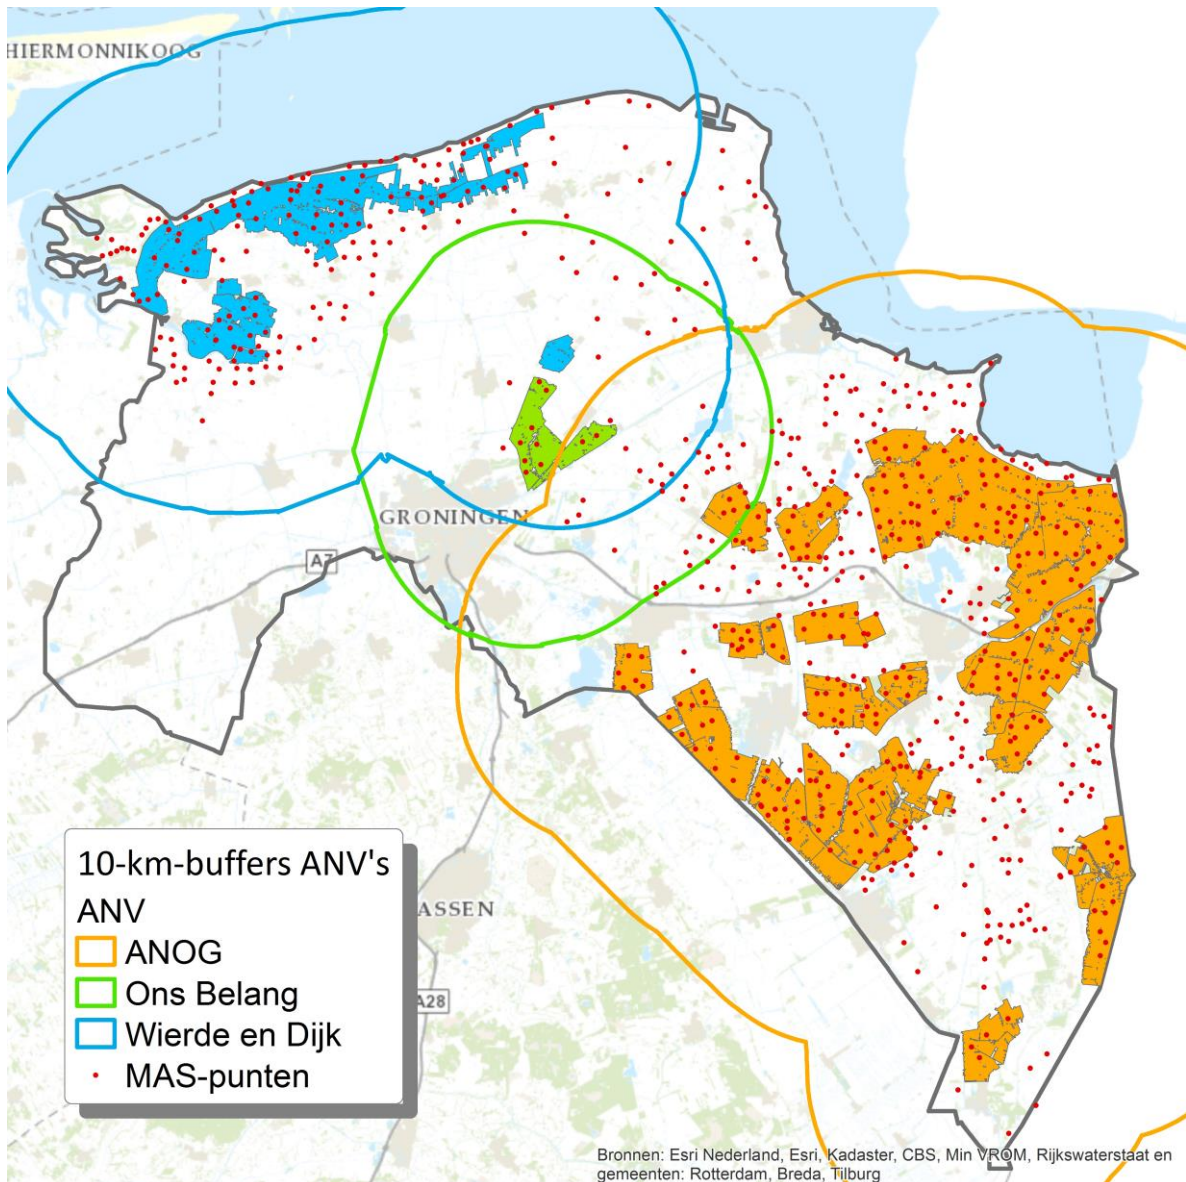 HIERMONNIKOOG
GRONINGEN
A7
ASSEN
A28
10-km-buffers ANV's
ANV
ANOG
Ons Belang
Wierde en Dijk
MAS-punten
Bronnen: Esri Nederland, Esri, Kadaster, CBS, Min VROM, Rijkswaterstaat en
gemeenten: Rotterdam, Breda, Tilburg